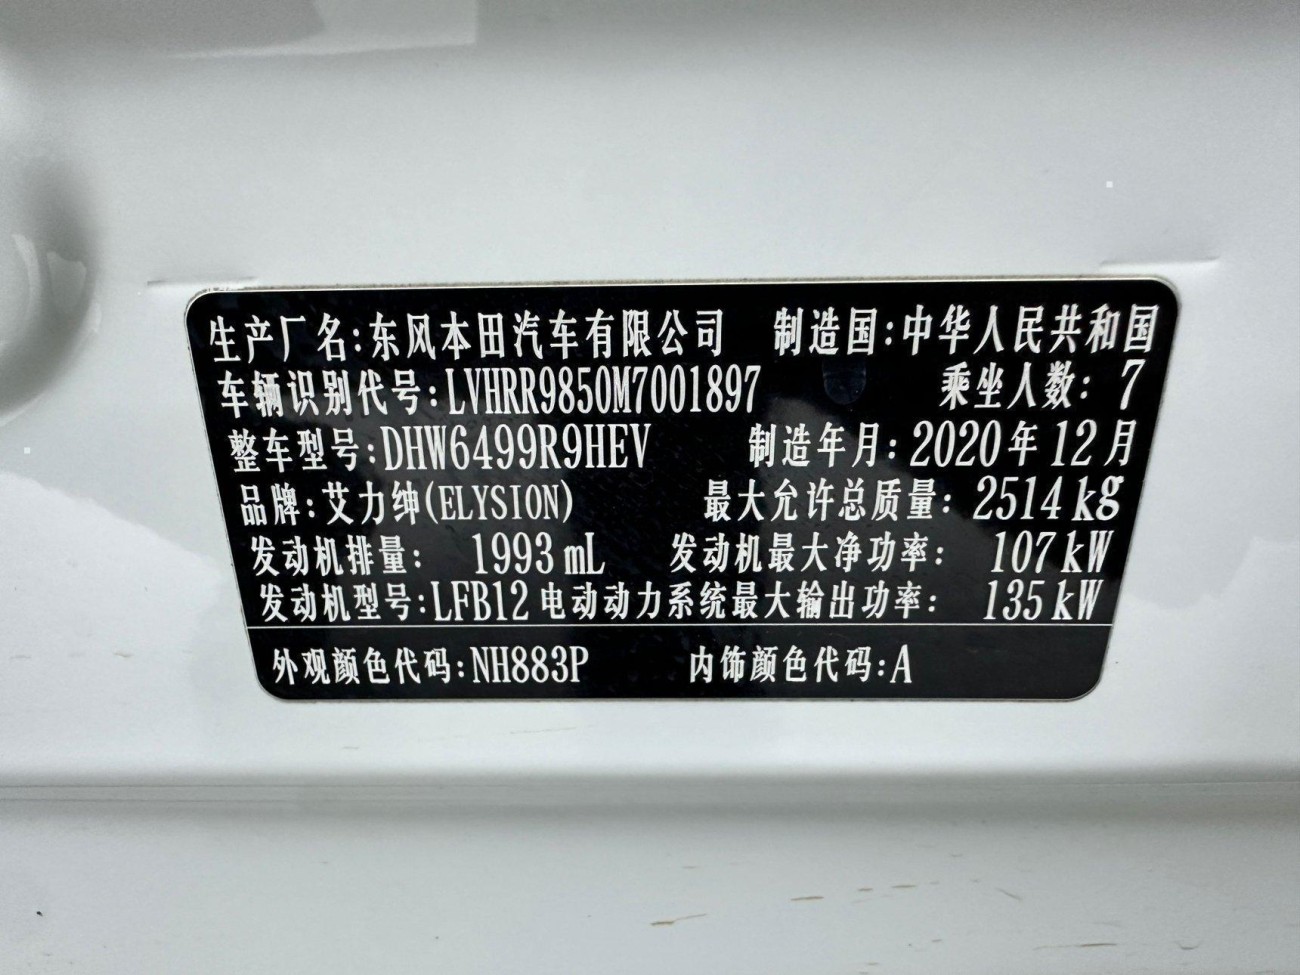 生产厂名:东风本田汽车有限公司 制造国:中华人民共和国
车辆识别代号:LVHRR9850M7001897 乘坐人数: 7
整车型号:DHW6499R9HEV 制造年月:2020年12月
品牌:艾力绅(ELYSION) 最大允许总质量: 2514kg
发动机排量: 1993mL 发动机最大净功率: 107kW
发动机型号:LFB12 电动动力系统最大输出功率: 135kW
外观颜色代码:NH883P 内饰颜色代码:A